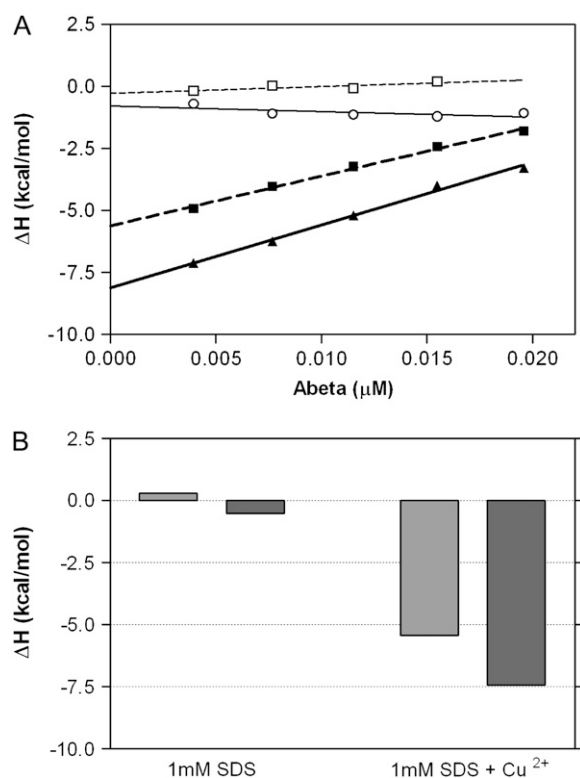 A
ΔH (kcal/mol)
2.5
0.0
-2.5
-5.0
-7.5
-10.0
0.000 0.005 0.010 0.015 0.020
Abeta (μM)
B
ΔH (kcal/mol)
2.5
0.0
-2.5
-5.0
-7.5
-10.0
1mM SDS 1mM SDS + Cu 2+